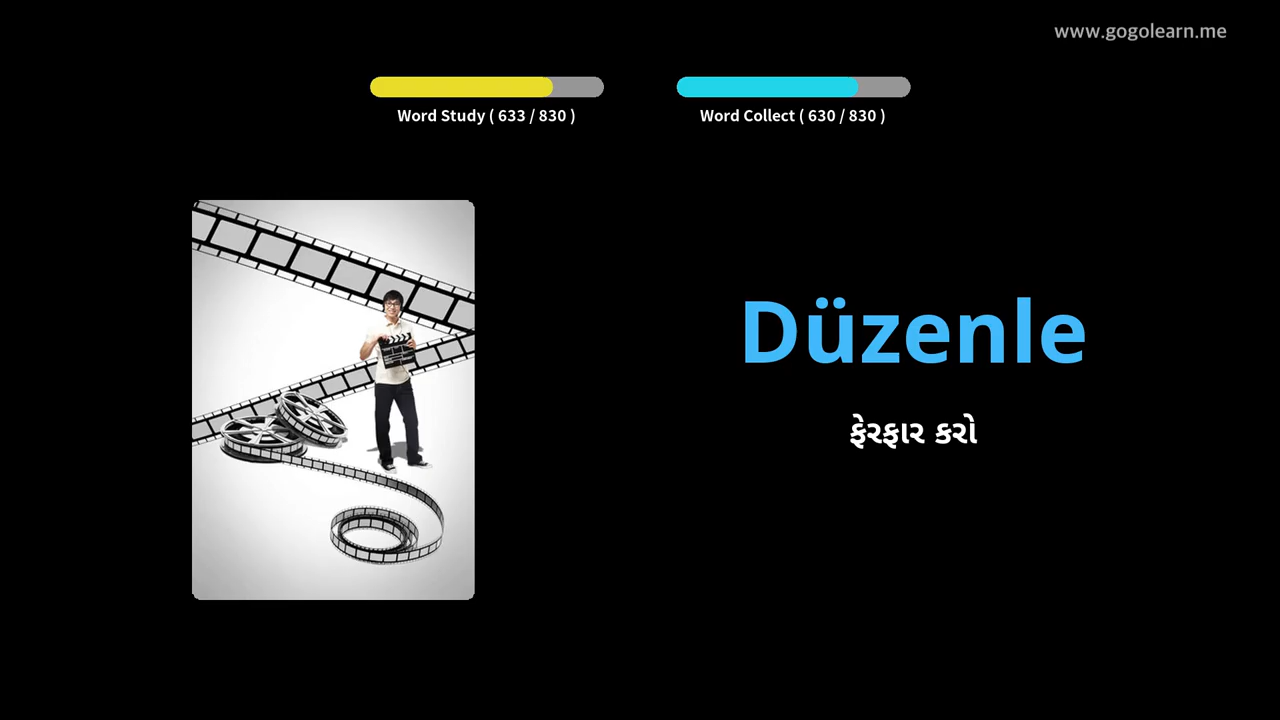 www.gogolearn.me
Word Study ( 633 / 830 )
Word Collect ( 630 / 830 )
Düzenle
ફેરફાર કરો